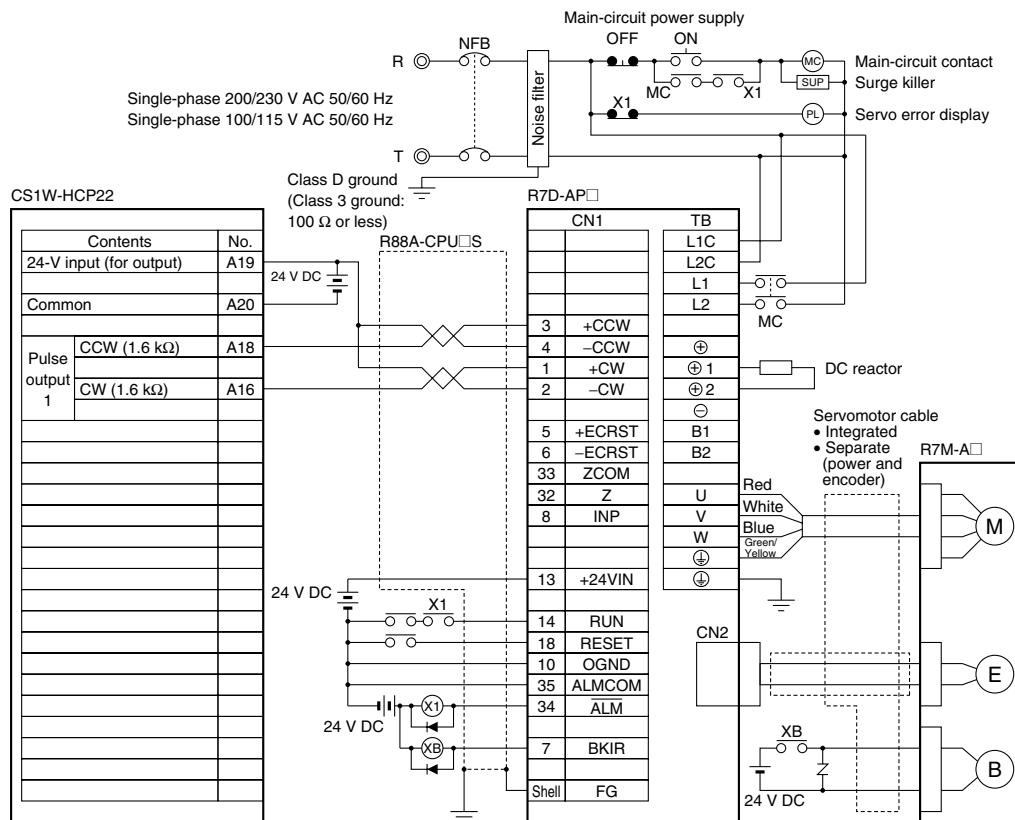 Main-circuit power supply
OFF ON
R NFB
MC Main-circuit contact
SUP Surge killer
MC X1
Single-phase 200/230 V AC 50/60 Hz
Single-phase 100/115 V AC 50/60 Hz
Noise filter
X1
PL Servo error display
T
Class D ground
(Class 3 ground:
100 Ω or less)
CS1W-HCP22
R7D-AP□
R88A-CPU□S
Contents No.
24-V input (for output) A19
24 V DC
Common A20
Pulse output 1
CCW (1.6 kΩ) A18
CW (1.6 kΩ) A16
CN1
3 +CCW
4 −CCW
1 +CW
2 −CW
5 +ECRST
6 −ECRST
33 ZCOM
32 Z
8 INP
13 +24VIN
14 RUN
18 RESET
10 OGND
35 ALMCOM
34 ALM
7 BKIR
Shell FG
TB
L1C
L2C
L1
L2
MC
⊕
⊕ 1
⊕ 2
⊖
B1
B2
U
V
W
DC reactor
24 V DC
X1
24 V DC
X1
XB
Red
White
Blue
Green/
Yellow
Servomotor cable
• Integrated
• Separate
(power and
encoder)
R7M-A□
M
CN2
E
XB
24 V DC
B